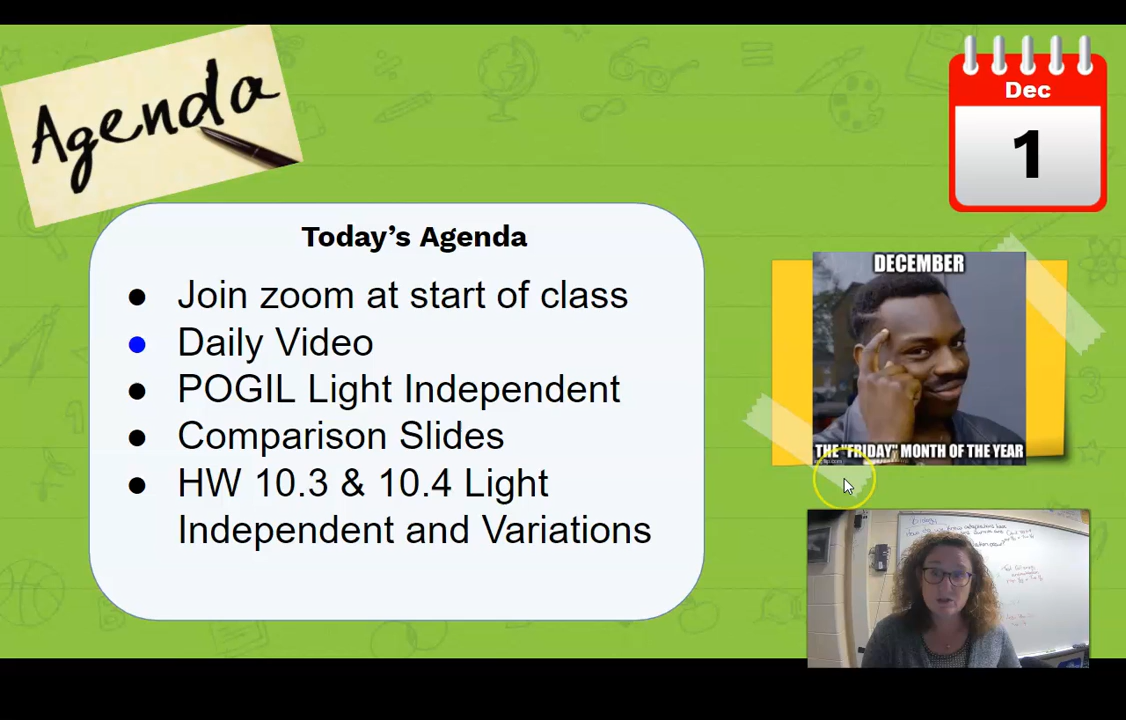 Agenda
Dec
1
Today's Agenda
● Join zoom at start of class
● Daily Video
● POGIL Light Independent
● Comparison Slides
● HW 10.3 & 10.4 Light
Independent and Variations
DECEMBER
THE "FRIDAY" MONTH OF THE YEAR